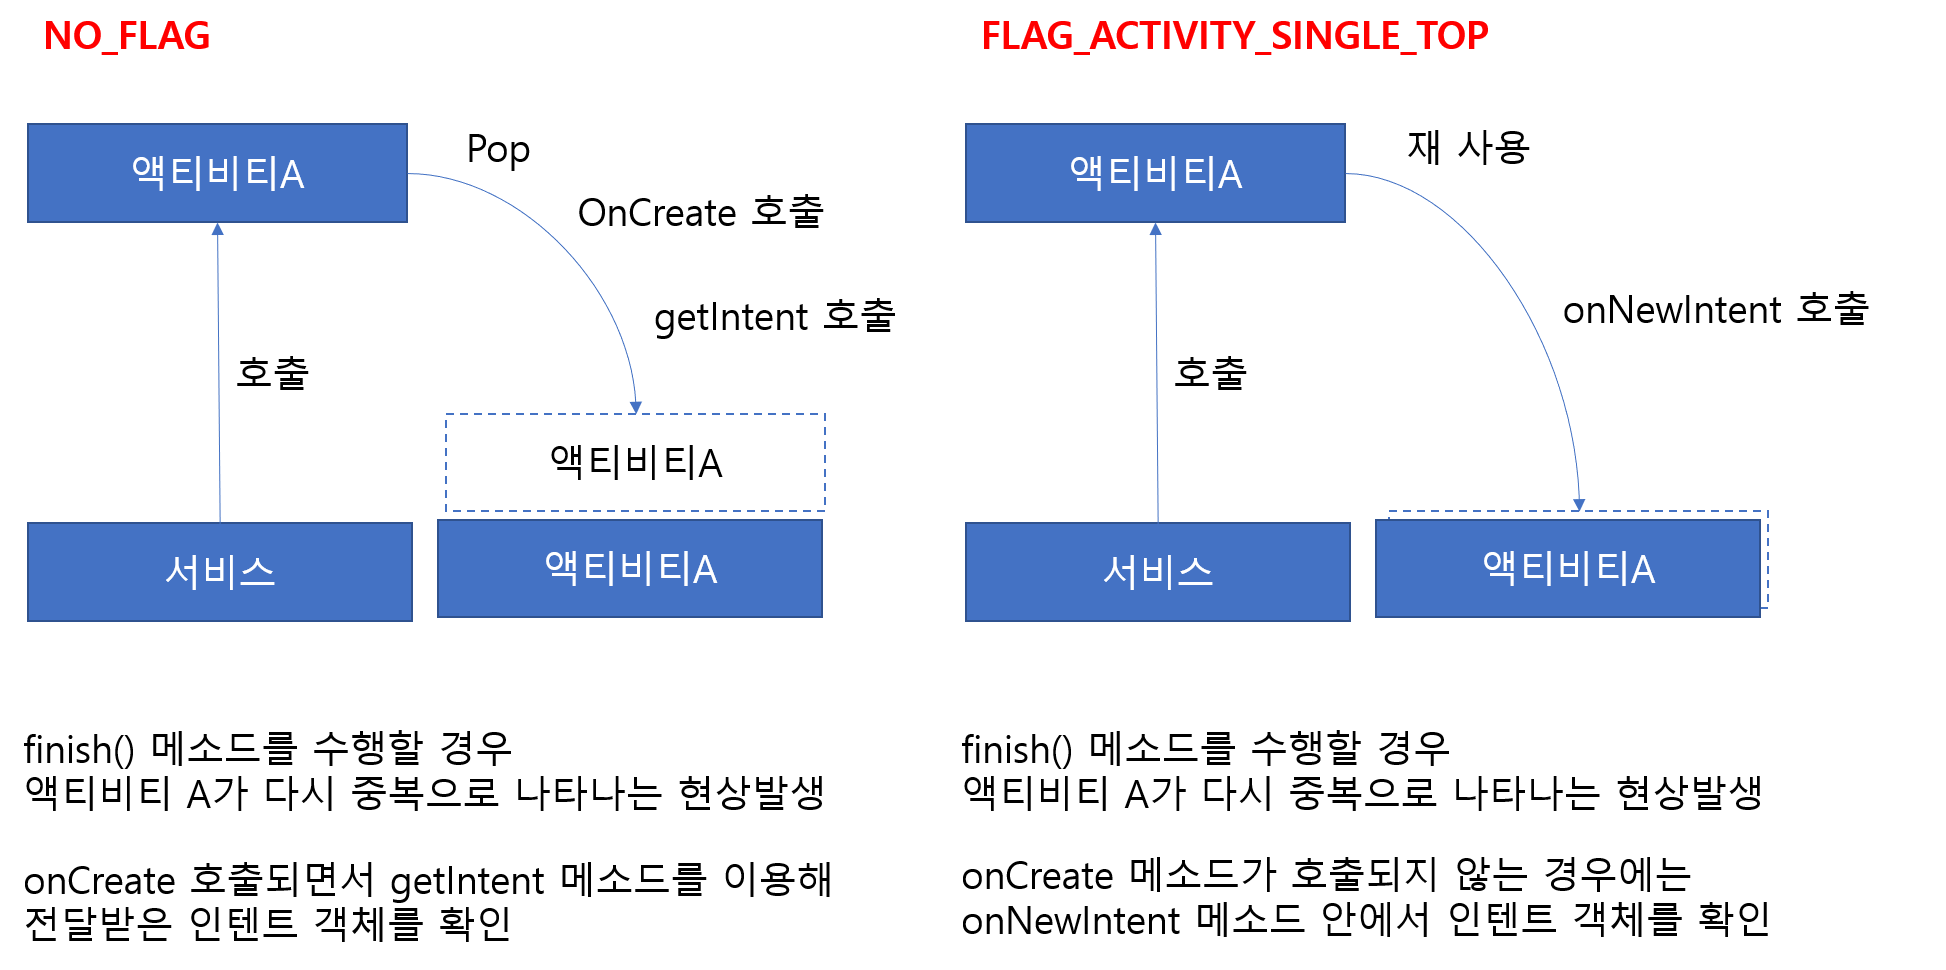 NO_FLAG
액티비티A
Pop
OnCreate 호출
getIntent 호출
호출
액티비티A
서비스
액티비티A
finish() 메소드를 수행할 경우
액티비티 A가 다시 중복으로 나타나는 현상발생
onCreate 호출되면서 getIntent 메소드를 이용해
전달받은 인텐트 객체를 확인
FLAG_ACTIVITY_SINGLE_TOP
액티비티A
재 사용
onNewIntent 호출
호출
서비스
액티비티A
finish() 메소드를 수행할 경우
액티비티 A가 다시 중복으로 나타나는 현상발생
onCreate 메소드가 호출되지 않는 경우에는
onNewIntent 메소드 안에서 인텐트 객체를 확인